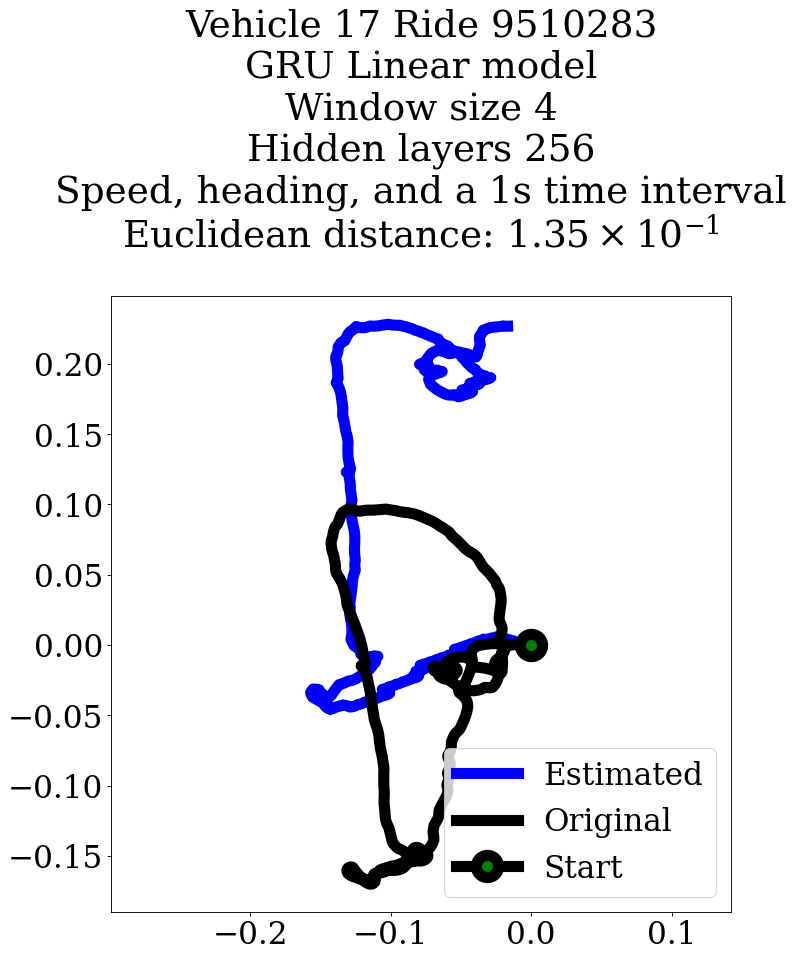 Vehicle 17 Ride 9510283
GRU Linear model
Window size 4
Hidden layers 256
Speed, heading, and a 1s time interval
Euclidean distance: 1.35 × 10⁻¹
0.20
0.15
0.10
0.05
0.00
−0.05
−0.10
−0.15
Estimated
Original
Start
−0.2
−0.1
0.0
0.1